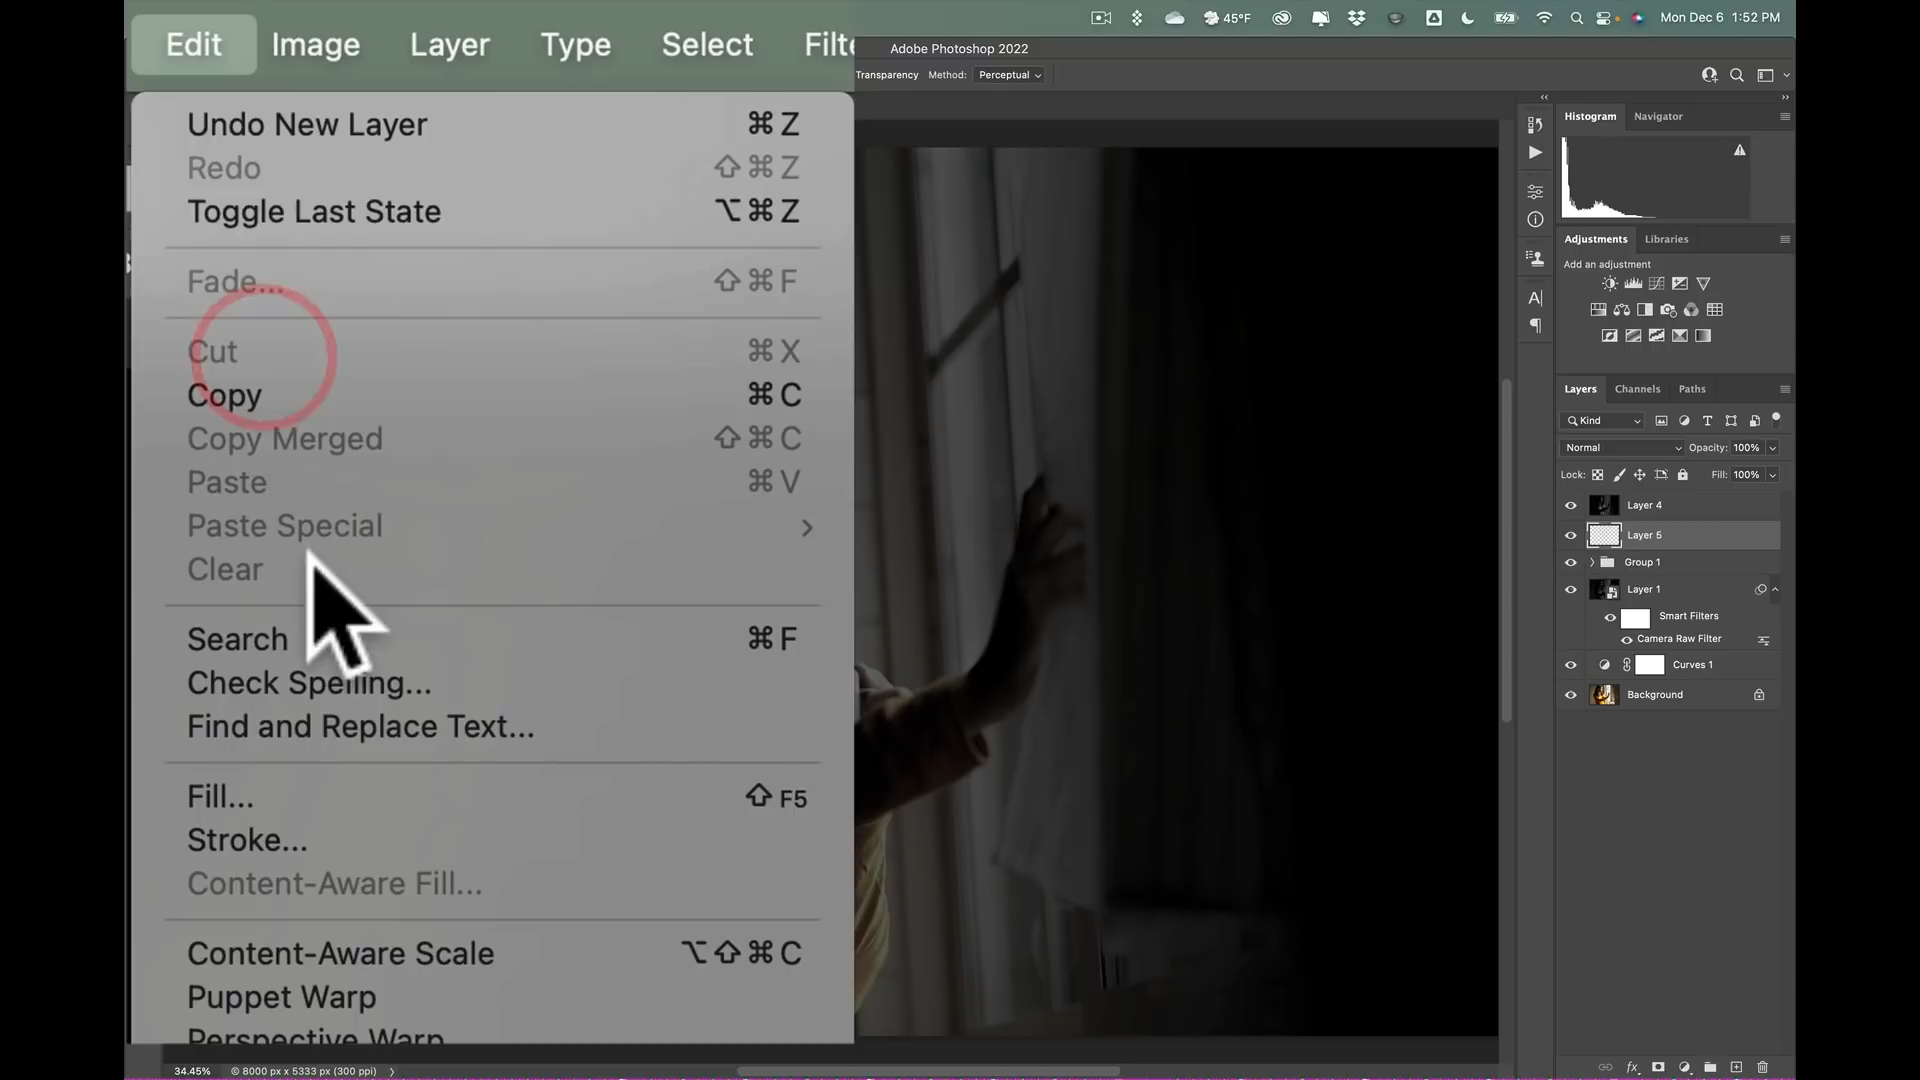 Edit Image Layer Type Select Filte
45°F Mon Dec 6 1:52 PM
Adobe Photoshop 2022
Transparency Method: Perceptual
Undo New Layer ⌘ Z
Redo ⇧ ⌘ Z
Toggle Last State ⌥ ⌘ Z
Fade... ⇧ ⌘ F
Cut ⌘ X
Copy ⌘ C
Copy Merged ⇧ ⌘ C
Paste ⌘ V
Paste Special
Clear
Search ⌘ F
Check Spelling...
Find and Replace Text...
Fill... ⇧ F5
Stroke...
Content-Aware Fill...
Content-Aware Scale ⌥ ⇧ ⌘ C
Puppet Warp
Perspective Warp
Histogram Navigator
Adjustments Libraries
Add an adjustment
Layers Channels Paths
Kind
Normal Opacity: 100%
Lock: Fill: 100%
Layer 4
Layer 5
Group 1
Layer 1
Smart Filters
Camera Raw Filter
Curves 1
Background
34.45% © 8000 px x 5333 px (300 ppi)